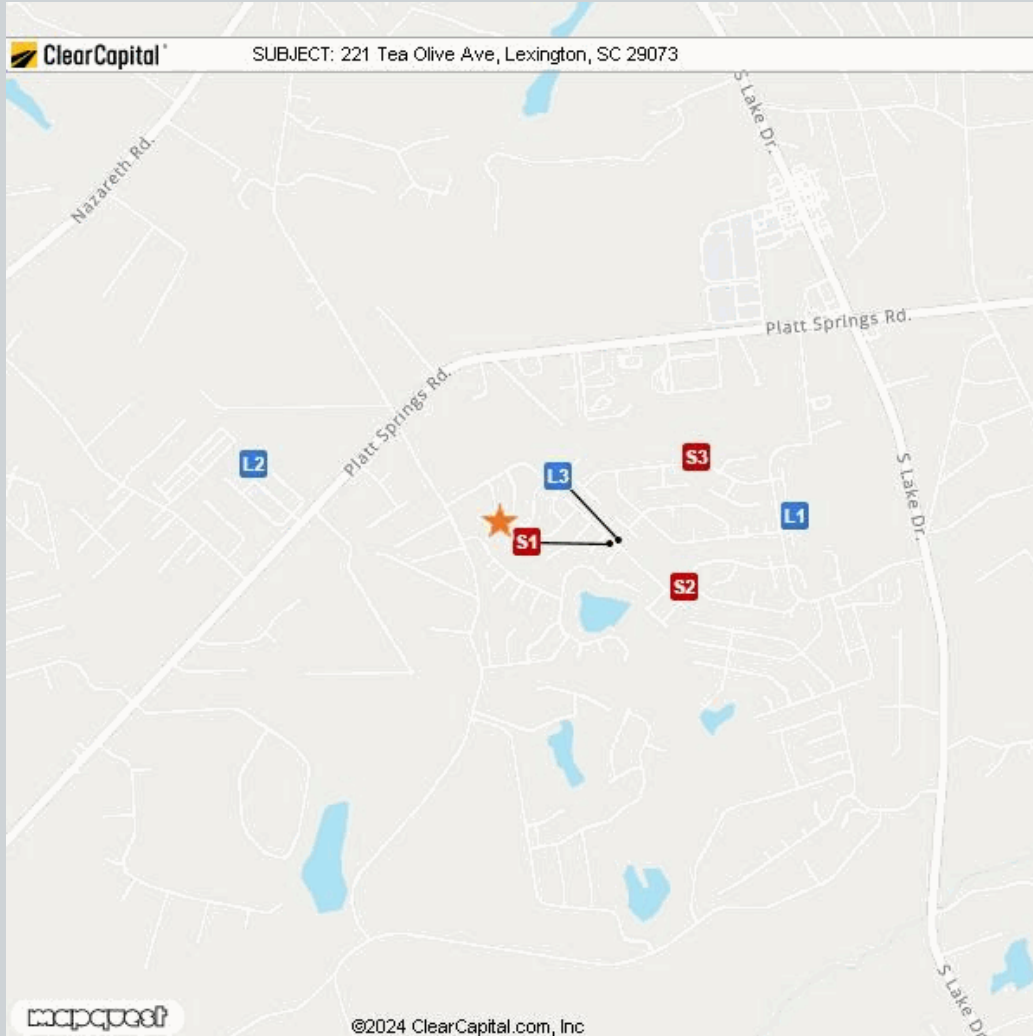 ClearCapital
SUBJECT: 221 Tea Olive Ave, Lexington, SC 29073
S Lake Dr.
Nazareth Rd.
Platt Springs Rd.
Platt Springs Rd.
S3
L2
L3
S Lake Dr.
L1
S1
S2
S Lake Dr
mapquest
©2024 ClearCapital.com, Inc